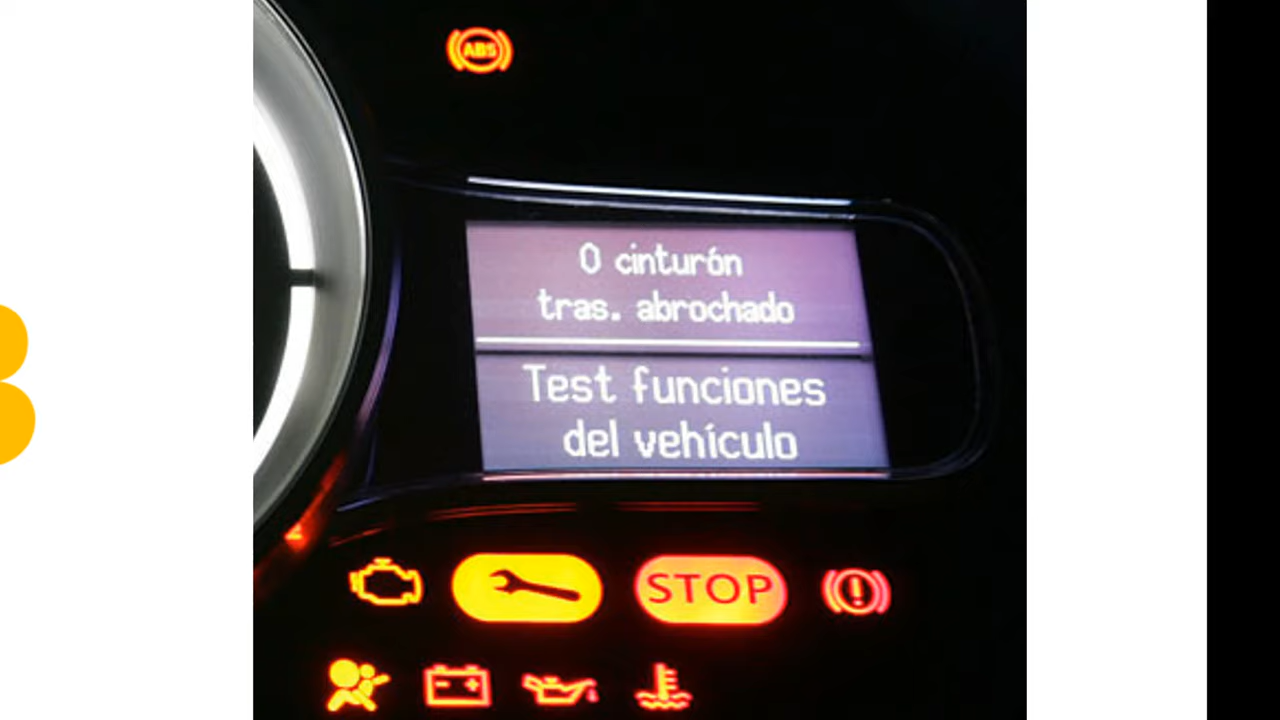 ABS
0 cinturón
tras. abrochado
Test funciones
del vehículo
STOP